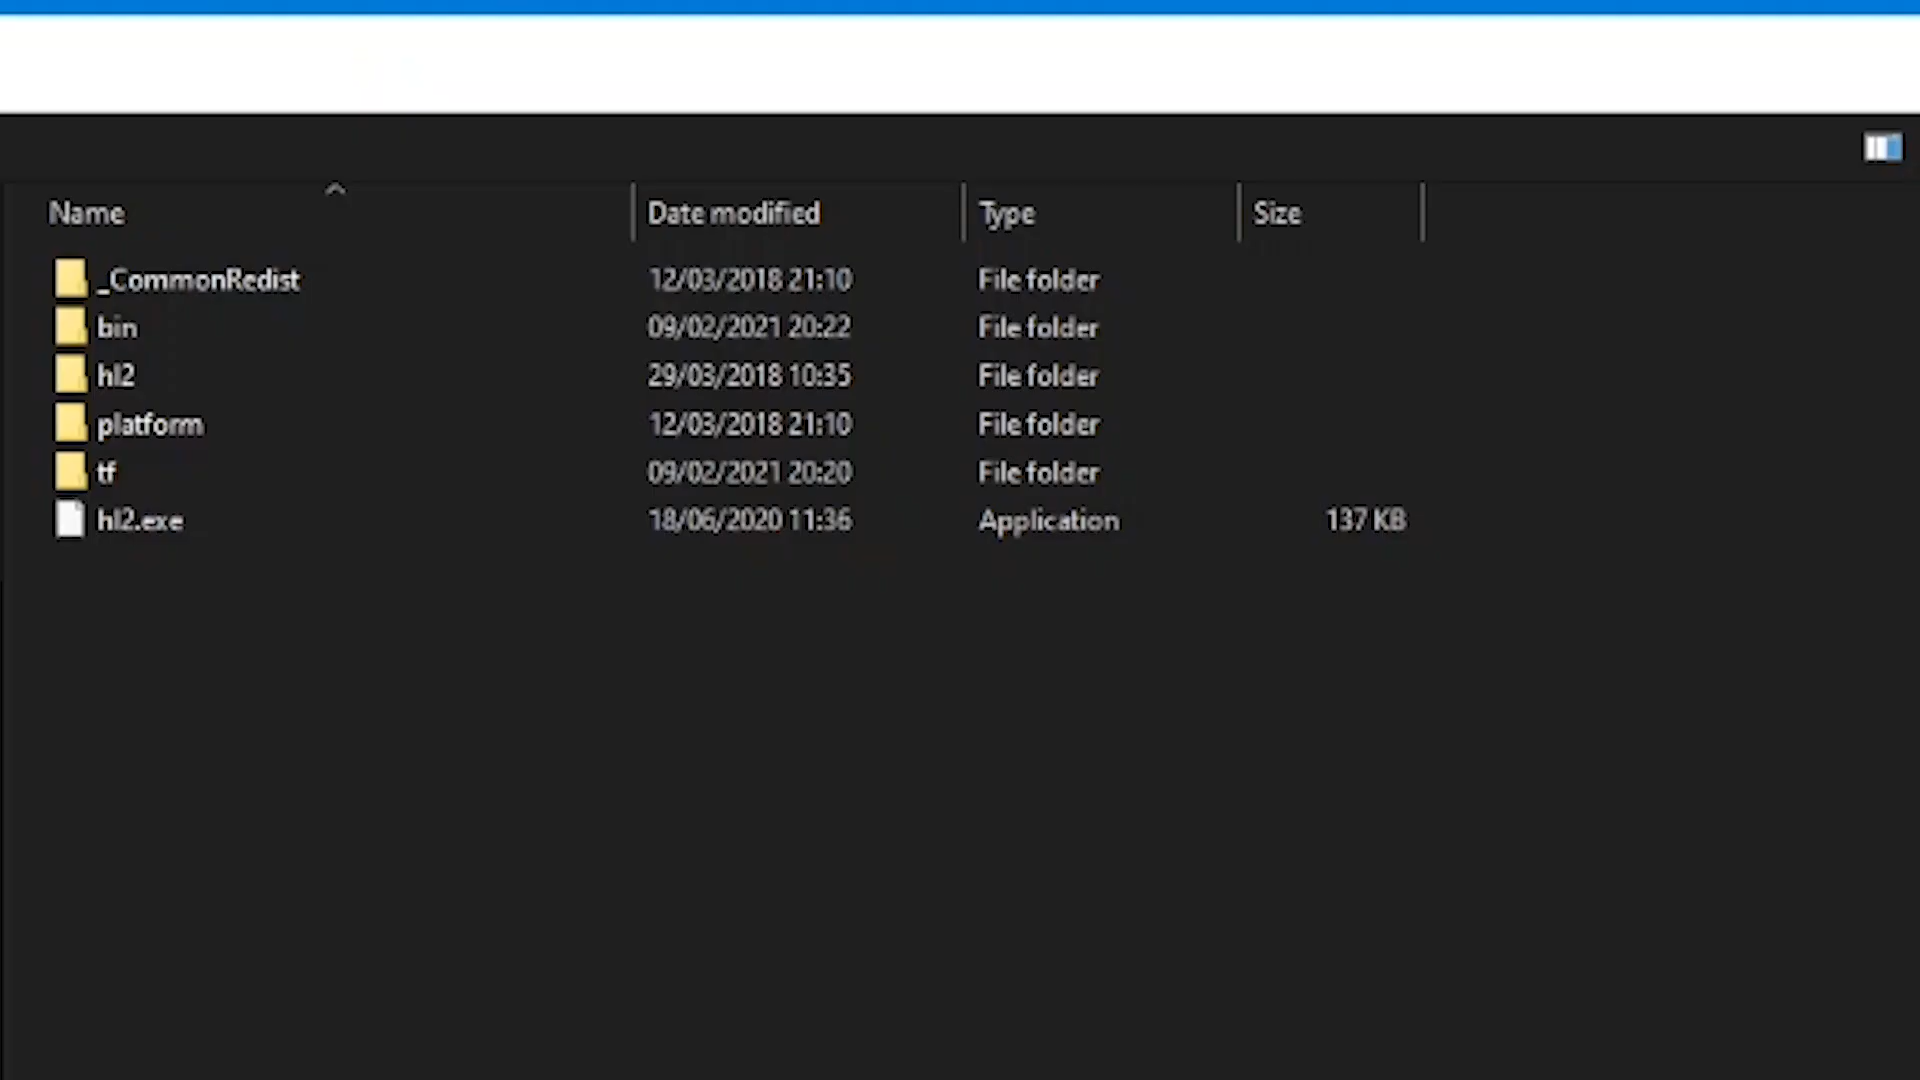 Name Date modified Type Size
_CommonRedist 12/03/2018 21:10 File folder
bin 09/02/2021 20:22 File folder
hl2 29/03/2018 10:35 File folder
platform 12/03/2018 21:10 File folder
tf 09/02/2021 20:20 File folder
hl2.exe 18/06/2020 11:36 Application 137 KB